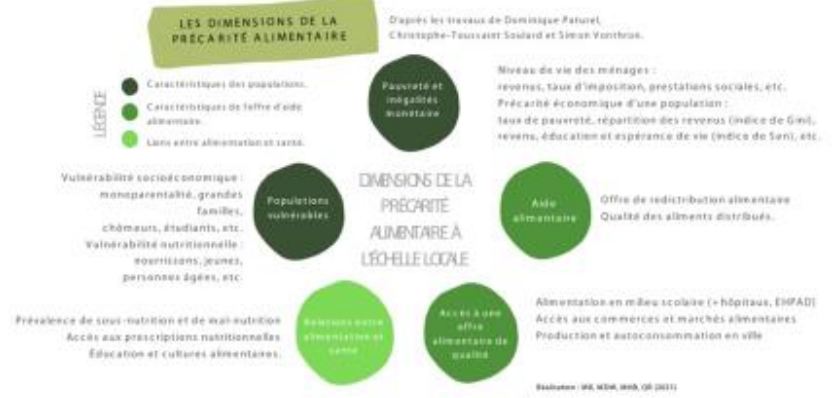 LES DIMENSIONS DE LA
PRÉCARITÉ ALIMENTAIRE
D'après les travaux de Dominique Paturel,
Christophe-Toussaint Soulard et Simon Vonthron.
LÉGENDE
Caractéristiques des populations.
Caractéristiques de l'offre d'aide
alimentaire.
Liens entre alimentation et santé.
Pauvreté et
inégalités
monétaire
Niveau de vie des ménages :
revenus, taux d'imposition, prestations sociales, etc.
Précarité économique d'une population :
taux de pauvreté, répartition des revenus (indice de Gini),
revenu, éducation et espérance de vie (indice de Sen), etc.
Vulnérabilité socioéconomique :
monoparentalité, grandes
familles,
chômeurs, étudiants, etc.
Vulnérabilité nutritionnelle :
nourrissons, jeunes,
personnes âgées, etc.
Populations
vulnérables
DIMENSIONS DE LA
PRÉCARITÉ
ALIMENTAIRE À
L'ÉCHELLE LOCALE
Aide
alimentaire
Offre de redistribution alimentaire
Qualité des aliments distribués.
Prévalence de sous-nutrition et de mal-nutrition
Accès aux prescriptions nutritionnelles
Éducation et cultures alimentaires.
Relations entre
alimentation et
santé
Accès à une
offre
alimentaire de
qualité
Alimentation en milieu scolaire (+ hôpitaux, EHPAD)
Accès aux commerces et marchés alimentaires
Production et autoconsommation en ville
Réalisation : (2021)